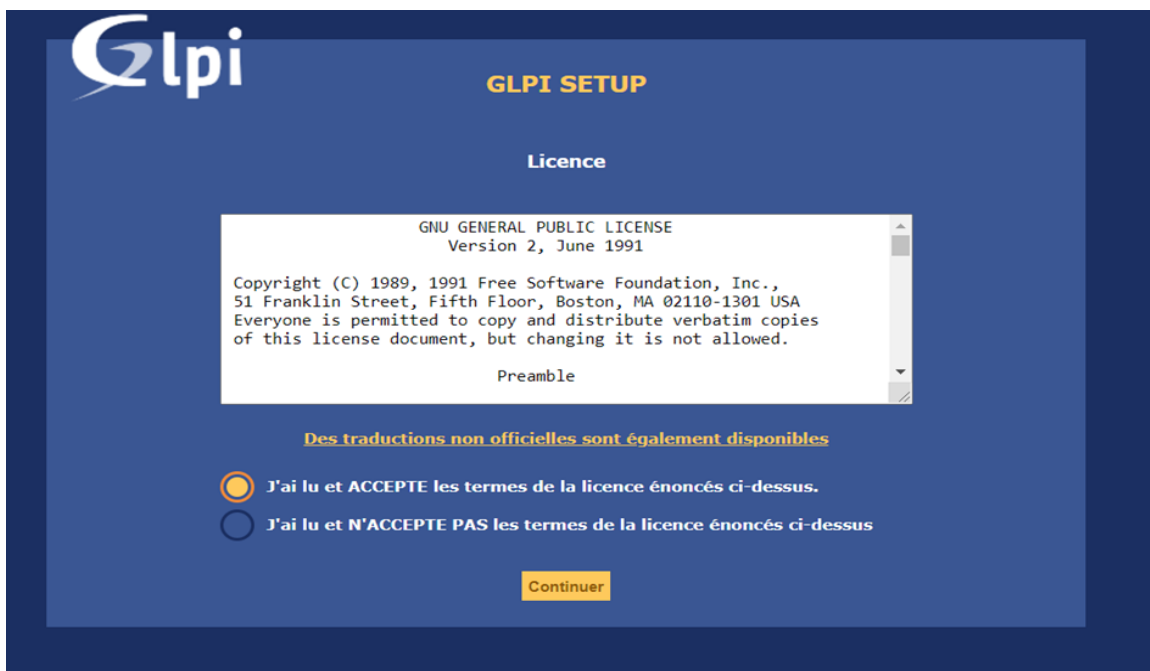 Glpi
GLPI SETUP
Licence
GNU GENERAL PUBLIC LICENSE
Version 2, June 1991
Copyright (C) 1989, 1991 Free Software Foundation, Inc.,
51 Franklin Street, Fifth Floor, Boston, MA 02110-1301 USA
Everyone is permitted to copy and distribute verbatim copies
of this license document, but changing it is not allowed.
Preamble
Des traductions non officielles sont également disponibles
J'ai lu et ACCEPTE les termes de la licence énoncés ci-dessus.
J'ai lu et N'ACCEPTE PAS les termes de la licence énoncés ci-dessus
Continuer